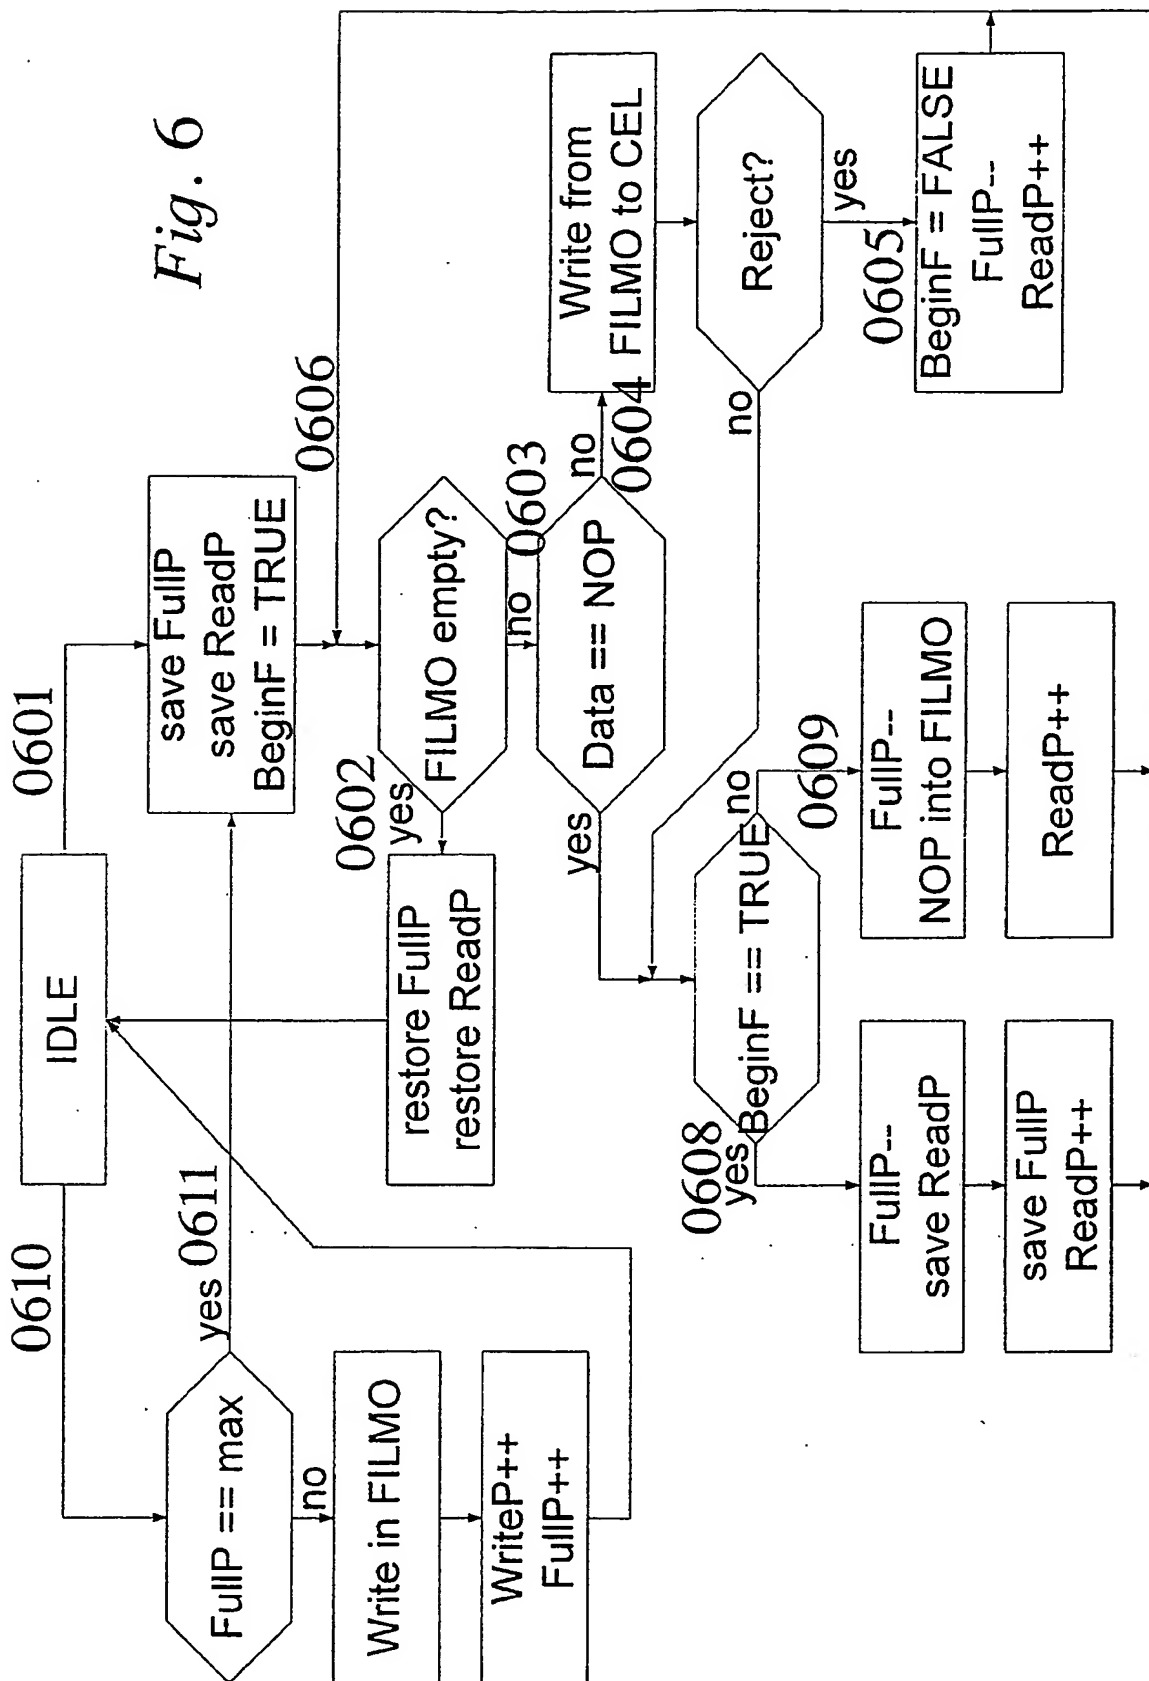 Fig. 6
IDLE
0610
0601
FullP == max
yes
0611
no
Write in FILMO
WriteP++
FullP++
save FullP
save ReadP
BeginF = TRUE
0606
FILMO empty?
0602
yes
restore FullP
restore ReadP
no
0603
Data == NOP
no
0604
yes
Write from
FILMO to CEL
Reject?
no
yes
0605
BeginF = FALSE
FullP--
ReadP++
BeginF == TRUE
0608
yes
no
0609
FullP--
save ReadP
save FullP
ReadP++
FullP--
NOP into FILMO
ReadP++